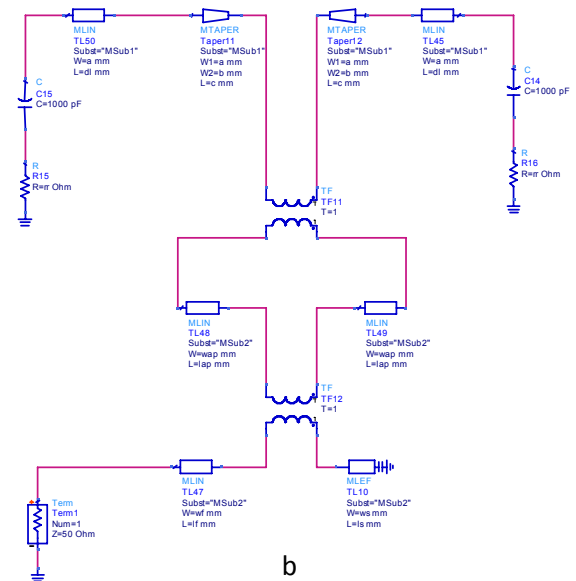 MLIN
TL50
Subst="MSub1"
W=a mm
L=dl mm
MTAPER
Taper11
Subst="MSub1"
W1=a mm
W2=b mm
L=c mm
MTAPER
Taper12
Subst="MSub1"
W1=a mm
W2=b mm
L=c mm
MLIN
TL45
Subst="MSub1"
W=a mm
L=dl mm
C
C15
C=1000 pF
C
C14
C=1000 pF
R
R15
R=rr Ohm
R
R16
R=rr Ohm
TF
TF11
T=1
MLIN
TL48
Subst="MSub2"
W=wap mm
L=lap mm
MLIN
TL49
Subst="MSub2"
W=wap mm
L=lap mm
TF
TF12
T=1
MLIN
TL47
Subst="MSub2"
W=wf mm
L=lf mm
MLEF
TL10
Subst="MSub2"
W=ws mm
L=ls mm
Term
Term1
Num=1
Z=50 Ohm
b